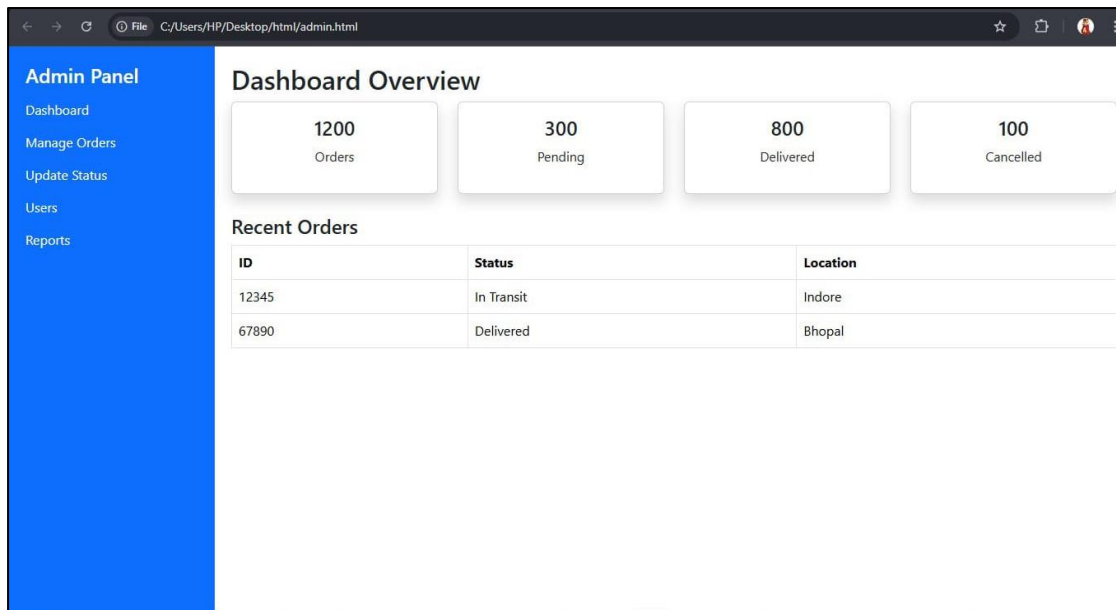 File C:/Users/HP/Desktop/html/admin.html
Admin Panel
Dashboard
Manage Orders
Update Status
Users
Reports
Dashboard Overview
1200 300 800 100
Orders Pending Delivered Cancelled
Recent Orders
ID Status Location
12345 In Transit Indore
67890 Delivered Bhopal